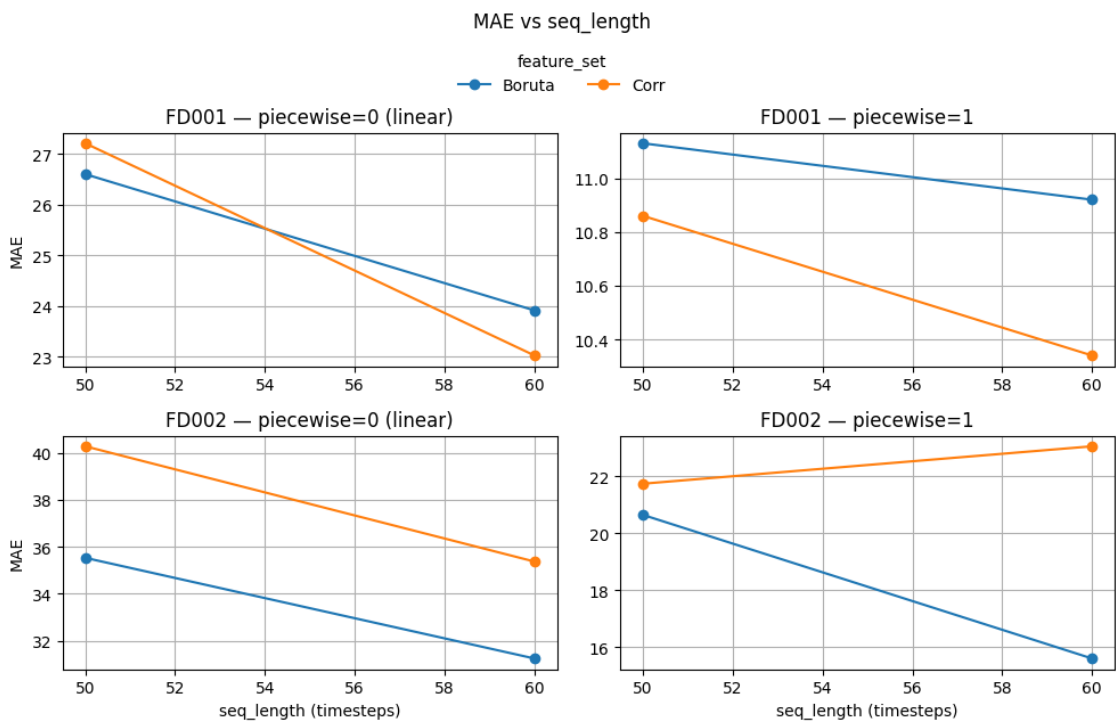 MAE vs seq_length
feature_set
Boruta Corr
FD001 — piecewise=0 (linear)
27
26
25
24
23
MAE
50 52 54 56 58 60
FD001 — piecewise=1
11.0
10.8
10.6
10.4
50 52 54 56 58 60
FD002 — piecewise=0 (linear)
40
38
36
34
32
MAE
50 52 54 56 58 60
seq_length (timesteps)
FD002 — piecewise=1
22
20
18
16
50 52 54 56 58 60
seq_length (timesteps)